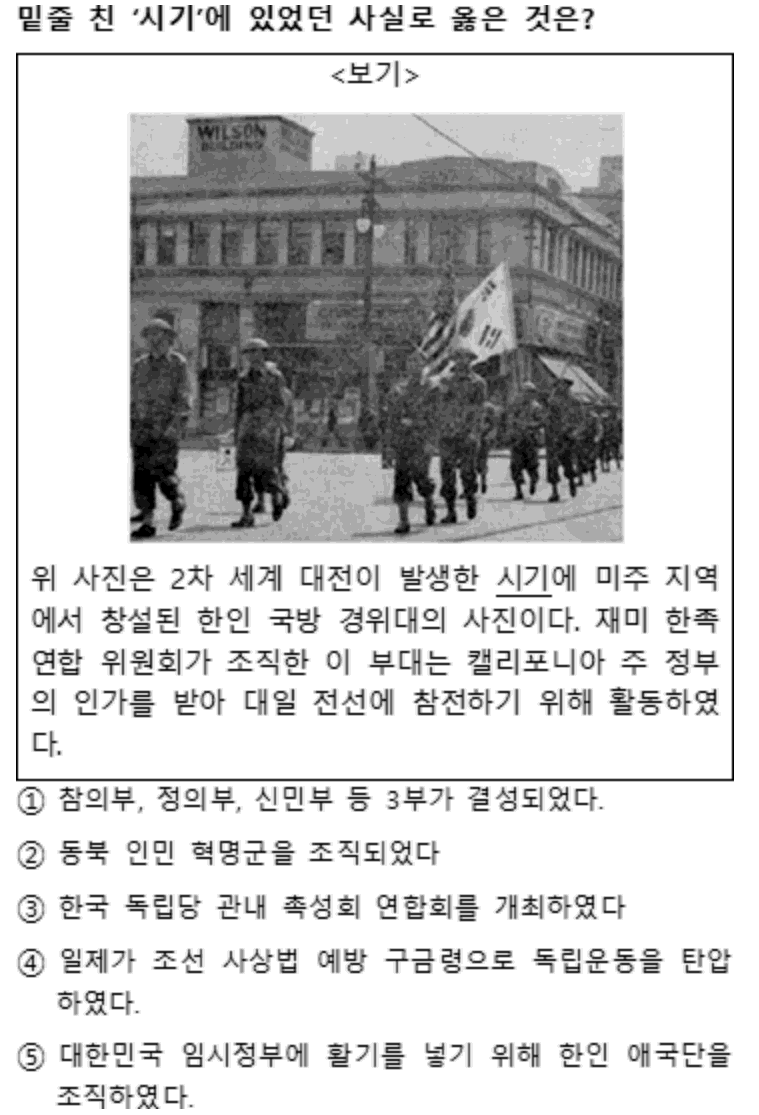 밑줄 친 ‘시기’에 있었던 사실로 옳은 것은?
<보기>
WILSON
BUILDING
위 사진은 2차 세계 대전이 발생한 시기에 미주 지역
에서 창설된 한인 국방 경위대의 사진이다. 재미 한족
연합 위원회가 조직한 이 부대는 캘리포니아 주 정부
의 인가를 받아 대일 전선에 참전하기 위해 활동하였
다.
① 참의부, 정의부, 신민부 등 3부가 결성되었다.
② 동북 인민 혁명군을 조직되었다
③ 한국 독립당 관내 촉성회 연합회를 개최하였다
④ 일제가 조선 사상법 예방 구금령으로 독립운동을 탄압
하였다.
⑤ 대한민국 임시정부에 활기를 넣기 위해 한인 애국단을
조직하였다.